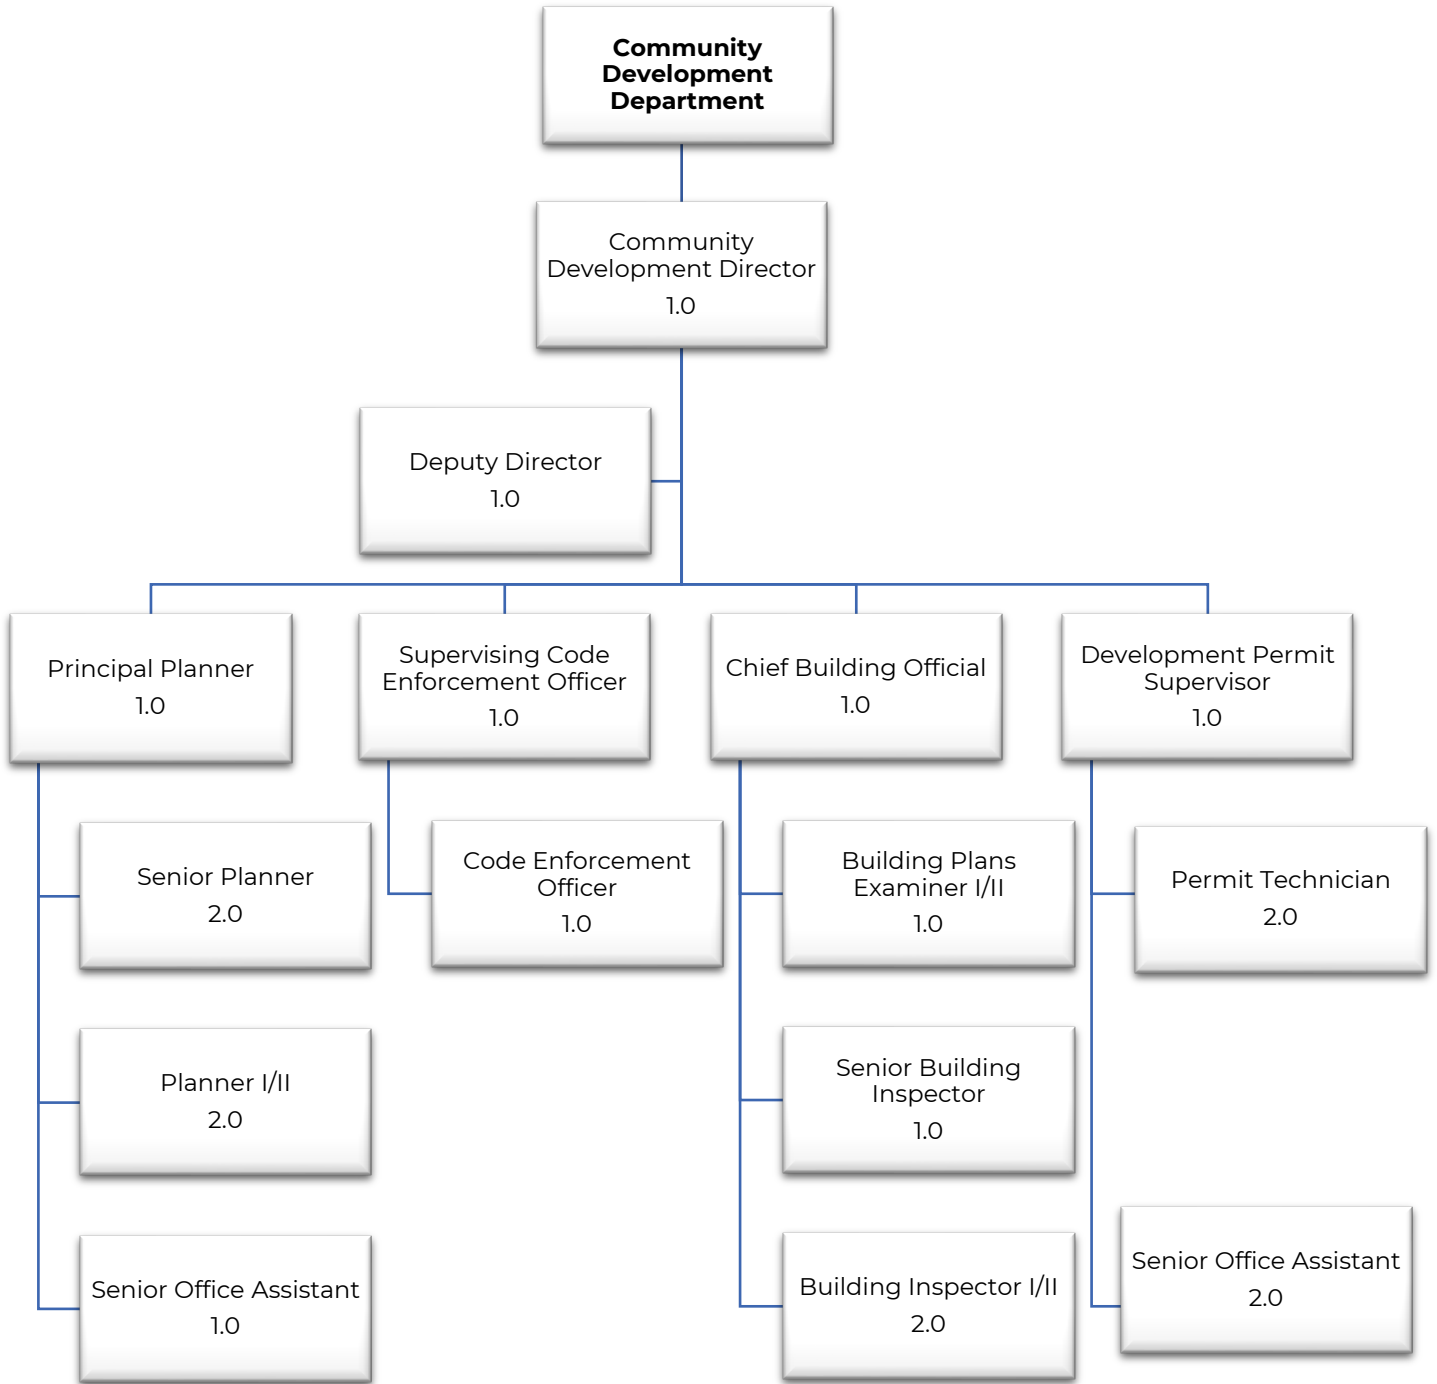 Community
Development
Department
Community
Development Director
1.0
Deputy Director
1.0
Principal Planner
1.0
Supervising Code
Enforcement Officer
1.0
Chief Building Official
1.0
Development Permit
Supervisor
1.0
Senior Planner
2.0
Code Enforcement
Officer
1.0
Building Plans
Examiner I/II
1.0
Permit Technician
2.0
Planner I/II
2.0
Senior Building
Inspector
1.0
Senior Office Assistant
1.0
Building Inspector I/II
2.0
Senior Office Assistant
2.0